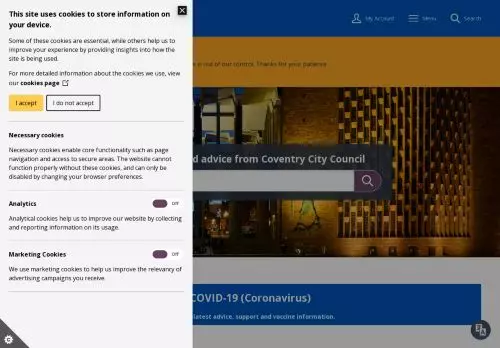 This site uses cookies to store information on
your device.
Some of these cookies are essential, while others help us to
improve your experience by providing insights into how the
site is being used.
For more detailed information about the cookies we use, view
our cookies page
I accept
I do not accept
Necessary cookies
Necessary cookies enable core functionality such as page
navigation and access to secure areas. The website cannot
function properly without these cookies, and can only be
disabled by changing your browser preferences.
Analytics
Off
Analytical cookies help us to improve our website by collecting
and reporting information on its usage.
Marketing Cookies
Off
We use marketing cookies to help us improve the relevancy of
advertising campaigns you receive.
My Account
Menu
Search
out of our control. Thanks for your patience
d advice from Coventry City Council
OVID-19 (Coronavirus)
latest advice, support and vaccine information.